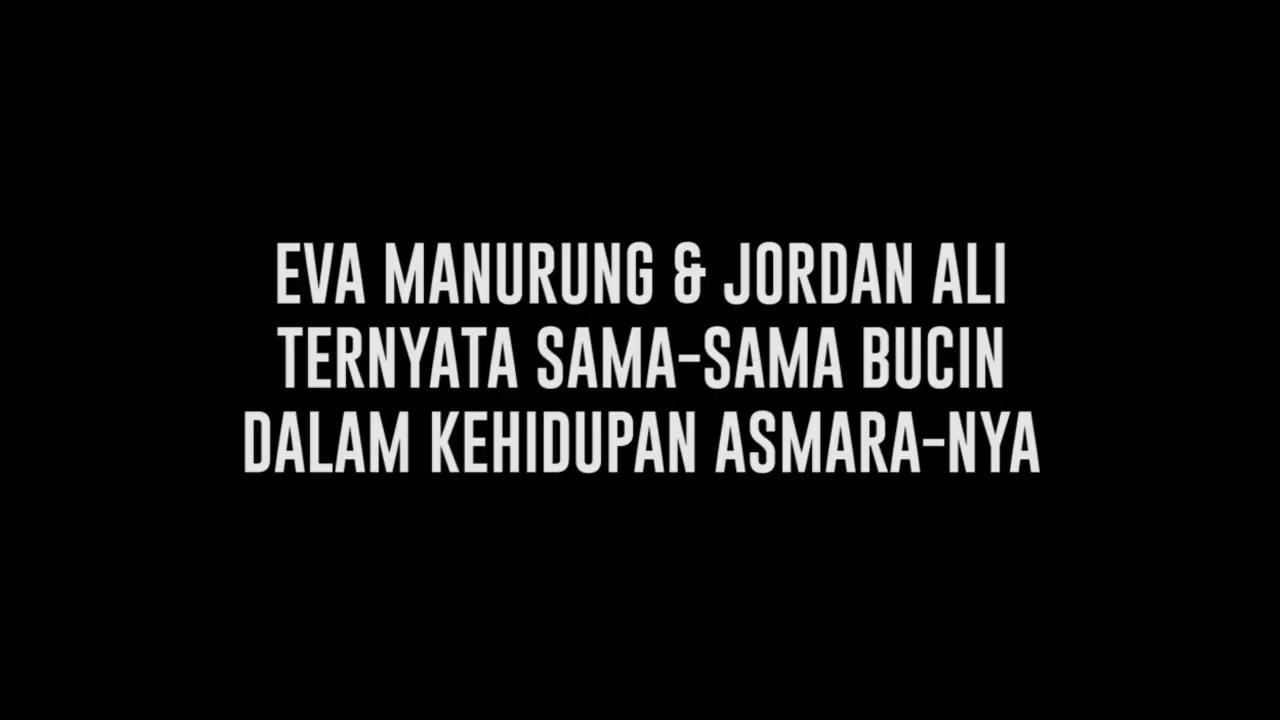 EVA MANURUNG & JORDAN ALI
TERNYATA SAMA-SAMA BUCIN
DALAM KEHIDUPAN ASMARA-NYA